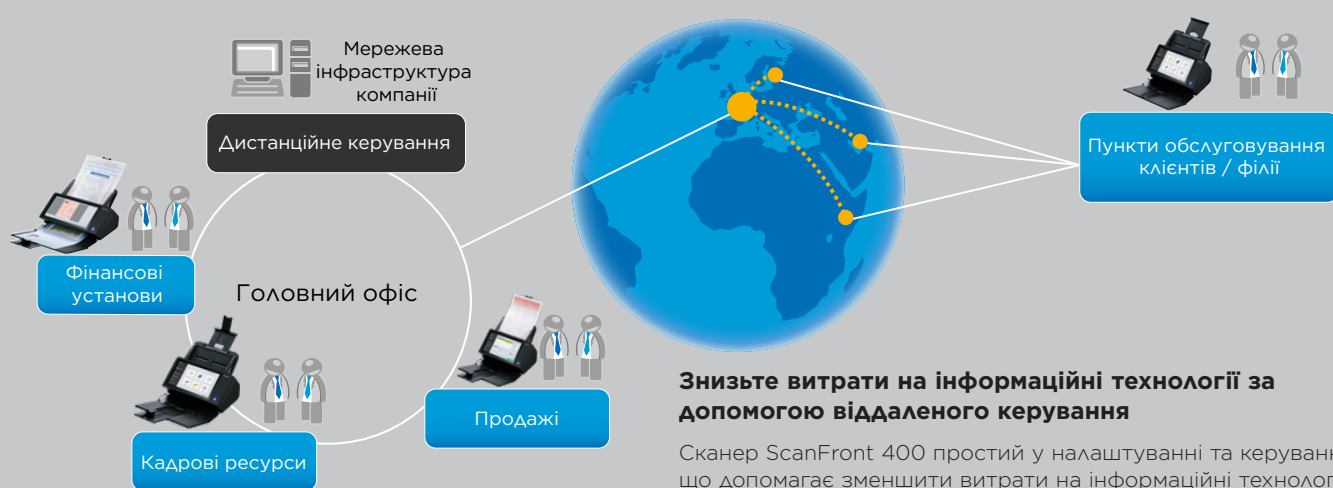 Мережева
інфраструктура
компанії
Дистанційне керування
Фінансові
установи
Головний офіс
Кадрові ресурси
Продажі
Пункти обслуговування
клієнтів / філії
Знизьте витрати на інформаційні технології за
допомогою віддаленого керування
Сканер ScanFront 400 простий у налаштуванні та керуванн
що допомагає зменшити витрати на інформаційні технолог